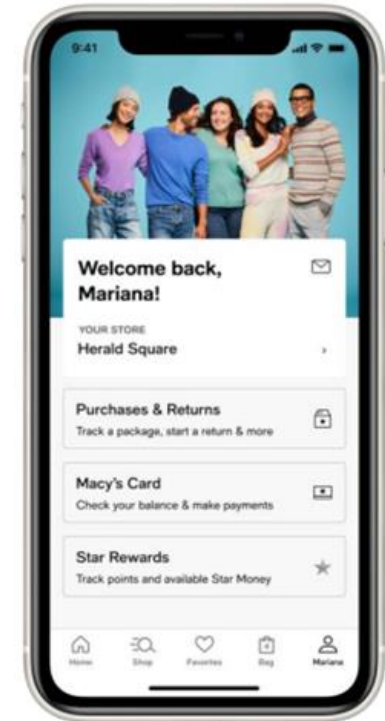 9:41
Welcome back,
Mariana!
YOUR STORE
Herald Square
Purchases & Returns
Track a package, start a return & more
Macy's Card
Check your balance & make payments
Star Rewards
Track points and available Star Money
Home
Shop
Favorites
Bag
Mariana